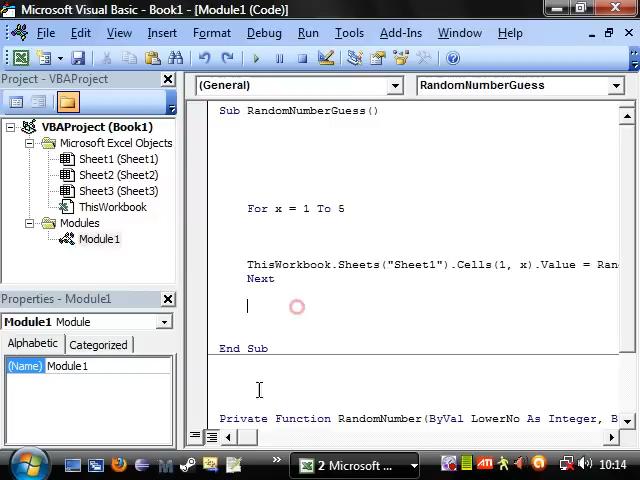 Microsoft Visual Basic - Book1 - [Module1 (Code)]
File Edit View Insert Format Debug Run Tools Add-Ins Window Help
Project - VBAProject
VBAProject (Book1)
Microsoft Excel Objects
Sheet1 (Sheet1)
Sheet2 (Sheet2)
Sheet3 (Sheet3)
ThisWorkbook
Modules
Module1
Properties - Module1
Module1 Module
Alphabetic Categorized
(Name) Module1
(General) RandomNumberGuess
Sub RandomNumberGuess()
For x = 1 To 5
ThisWorkbook.Sheets("Sheet1").Cells(1, x).Value = Ran
Next
End Sub
Private Function RandomNumber(ByVal LowerNo As Integer, B
2 Microsoft ...
ATI
10:14